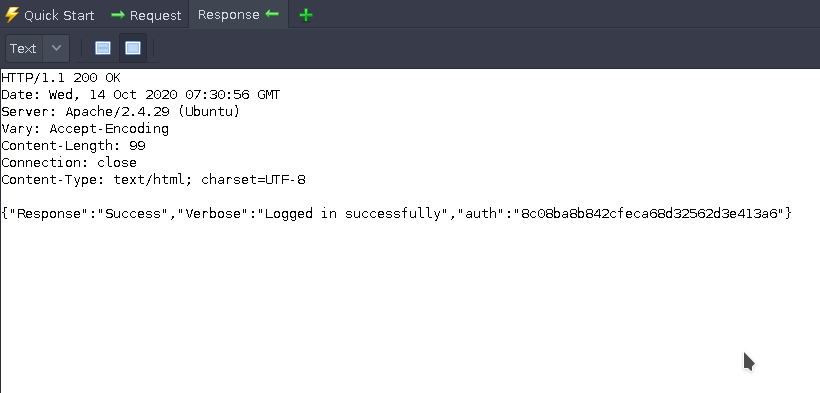 Quick Start Request Response
Text
HTTP/1.1 200 OK
Date: Wed, 14 Oct 2020 07:30:56 GMT
Server: Apache/2.4.29 (Ubuntu)
Vary: Accept-Encoding
Content-Length: 99
Connection: close
Content-Type: text/html; charset=UTF-8
{"Response":"Success","Verbose":"Logged in successfully","auth":"8c08ba8b842cfeca68d32562d3e413a6"}